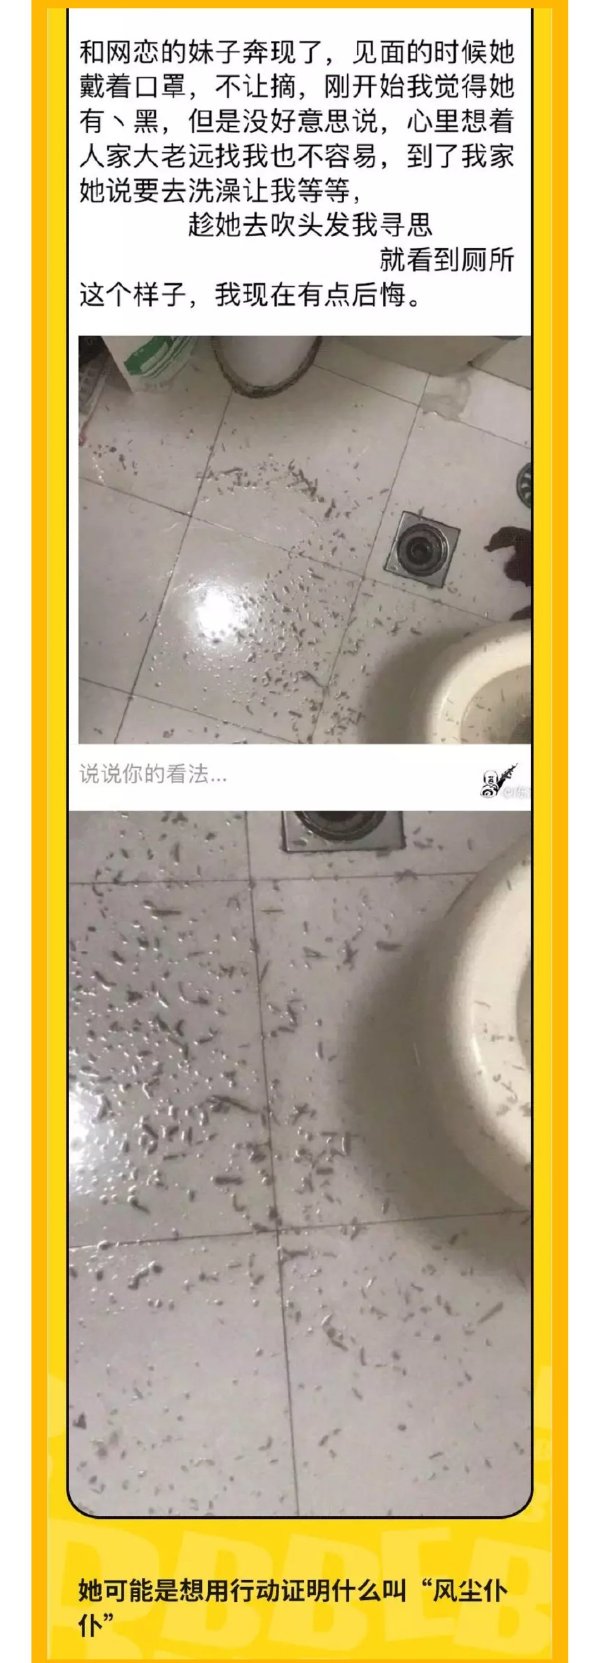 和网恋的妹子奔现了，见面的时候她
戴着口罩，不让摘，刚开始我觉得她
有丶黑，但是没好意思说，心里想着
人家大老远找我也不容易，到了我家
她说要去洗澡让我等等，
趁她去吹头发我寻思
就看到厕所
这个样子，我现在有点后悔。
说说你的看法...
她可能是想用行动证明什么叫“风尘仆
仆”